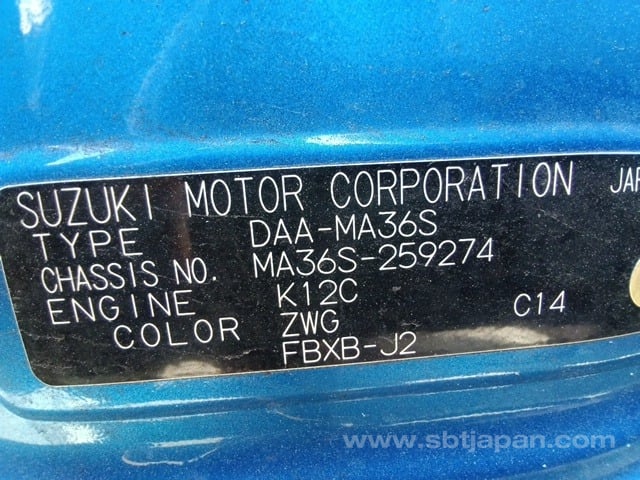 SUZUKI MOTOR CORPORATION JAP
TYPE DAA-MA36S
CHASSIS NO. MA36S-259274
ENGINE K12C
COLOR ZWG C14
FBXB-J2
www.sbtjapan.com